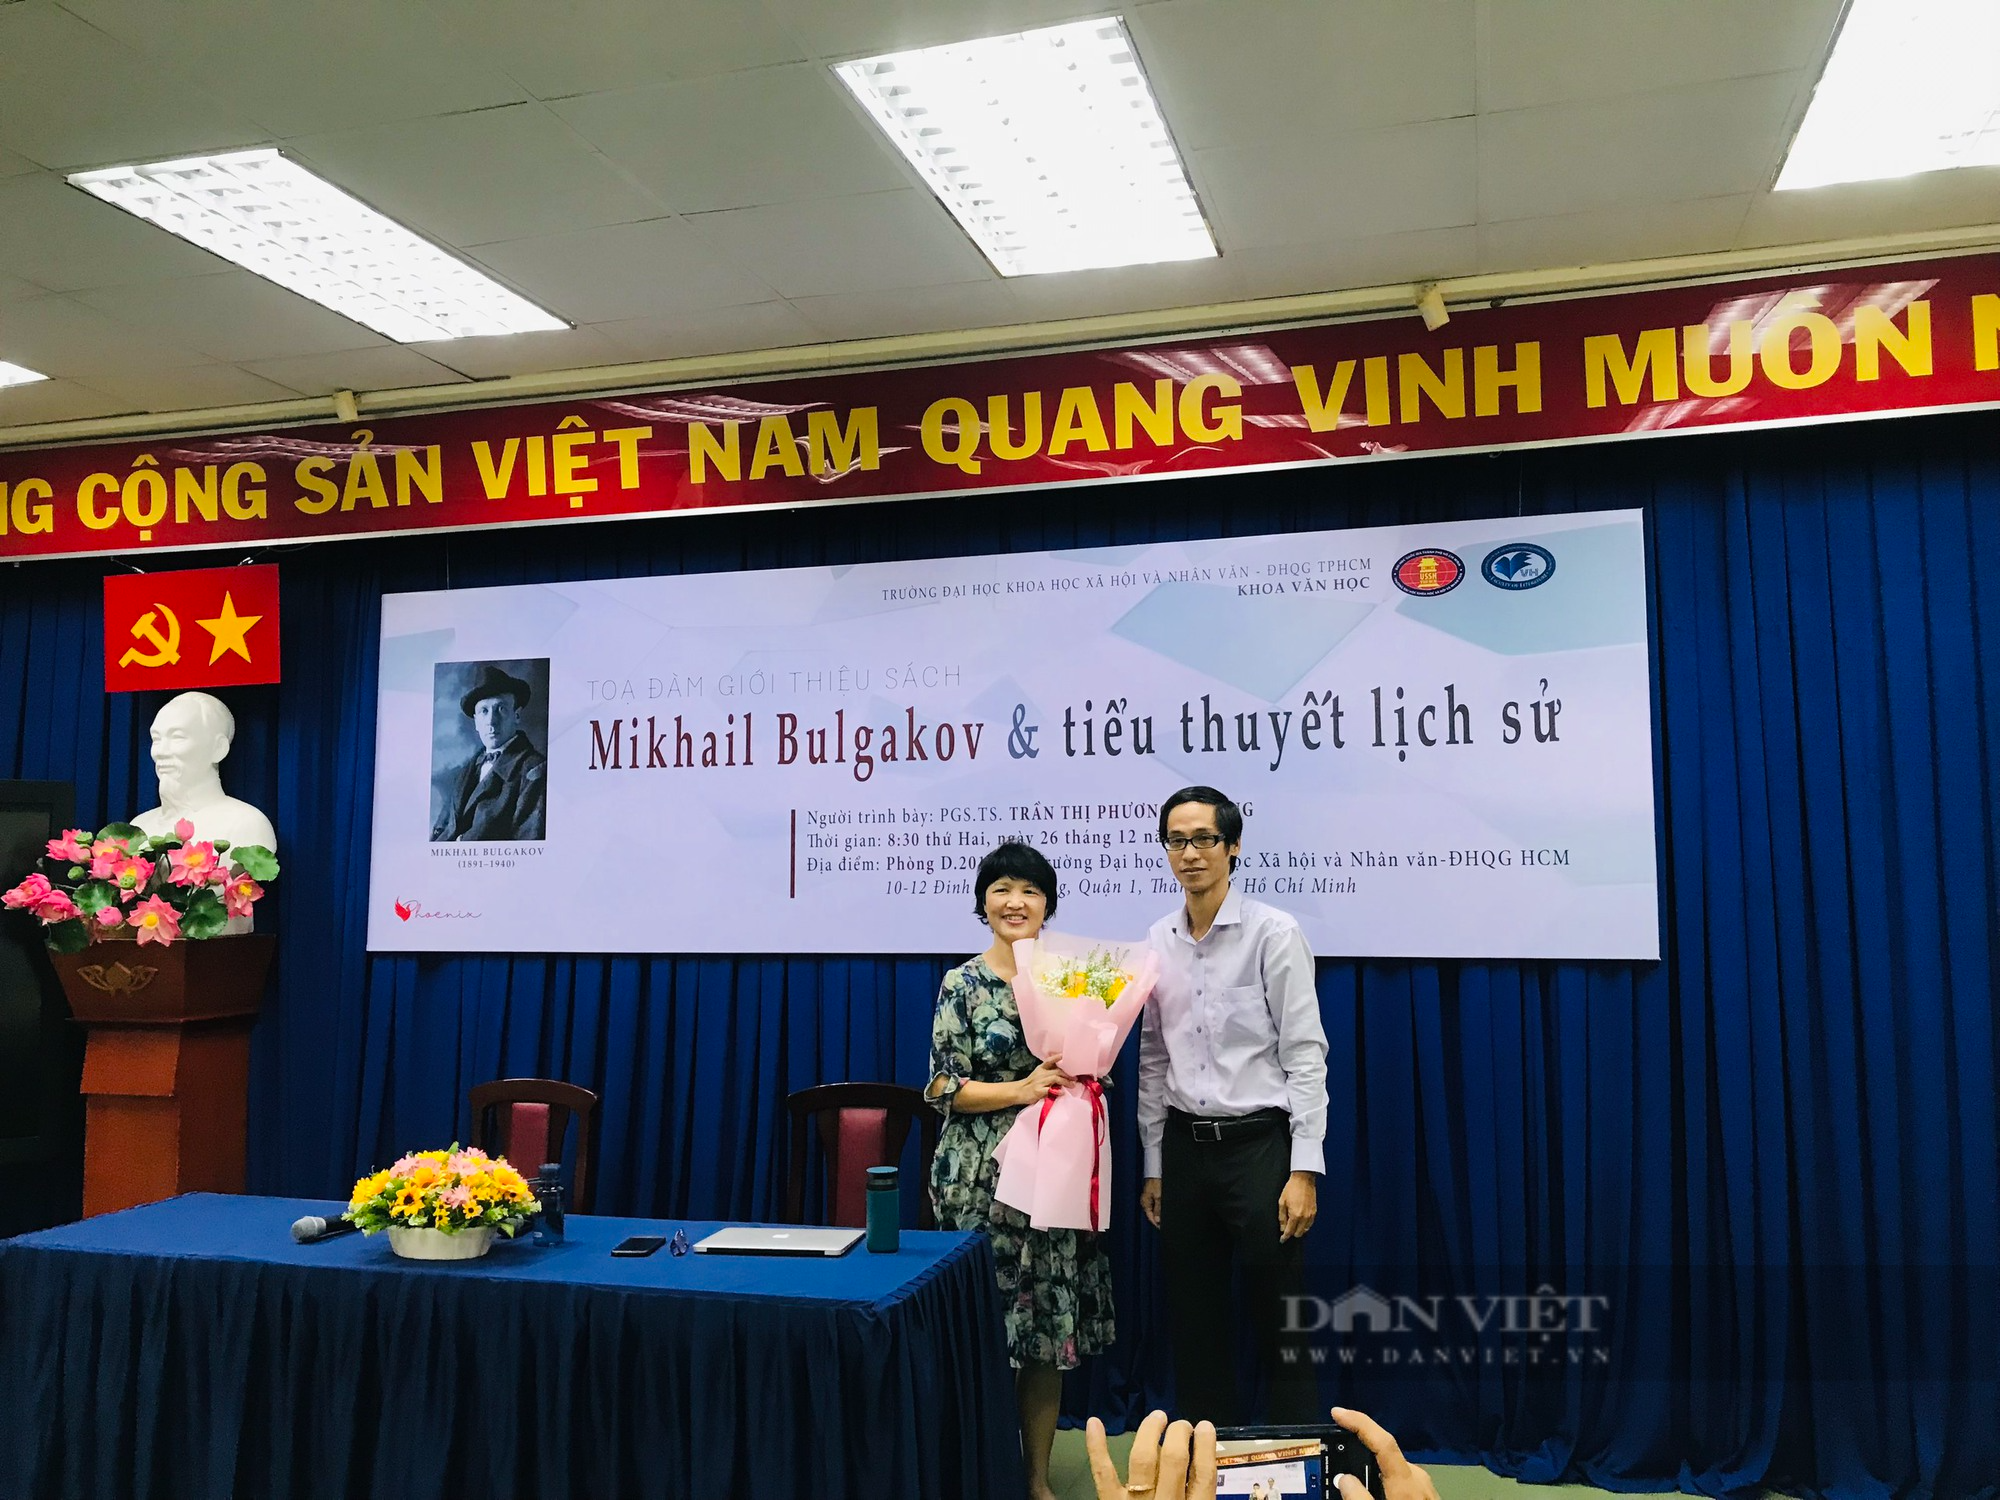 CỘNG SẢN VIỆT NAM QUANG VINH MUÔN
TRƯỜNG ĐẠI HỌC KHOA HỌC XÃ HỘI VÀ NHÂN VĂN - ĐHQG TPHCM
KHOA VĂN HỌC
USSH
VH
TOẠ ĐÀM GIỚI THIỆU SÁCH
Mikhail Bulgakov & tiểu thuyết lịch sử
MIKHAIL BULGAKOV
(1891-1940)
Người trình bày: PGS.TS. TRẦN THỊ
Thời gian: 8:30 thứ Hai, ngày 26 tháng 12
Địa điểm: Phòng Đại học Xã hội và Nhân văn-ĐHQG HCM
10-12 Đinh Quận 1, Hồ Chí Minh
Phoenix
DÂN VIỆT
WWW.DANVIET.VN